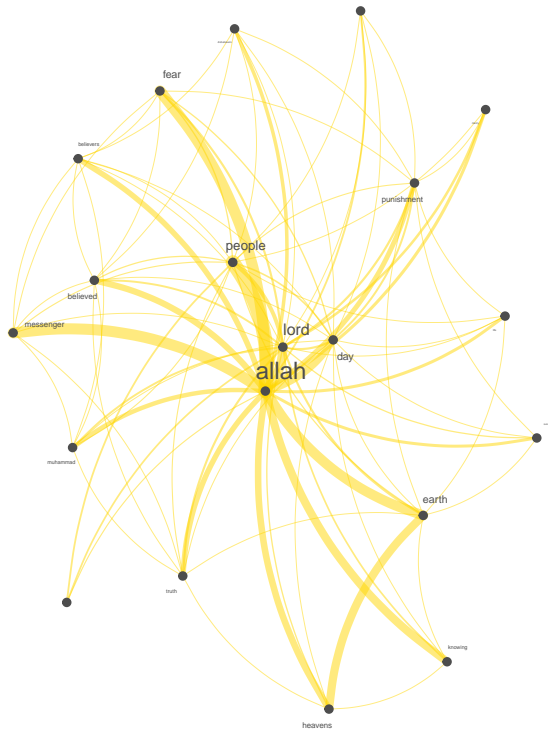 fear
believers
punishment
people
believed
messenger
lord
day
allah
muhammad
earth
truth
knowing
heavens